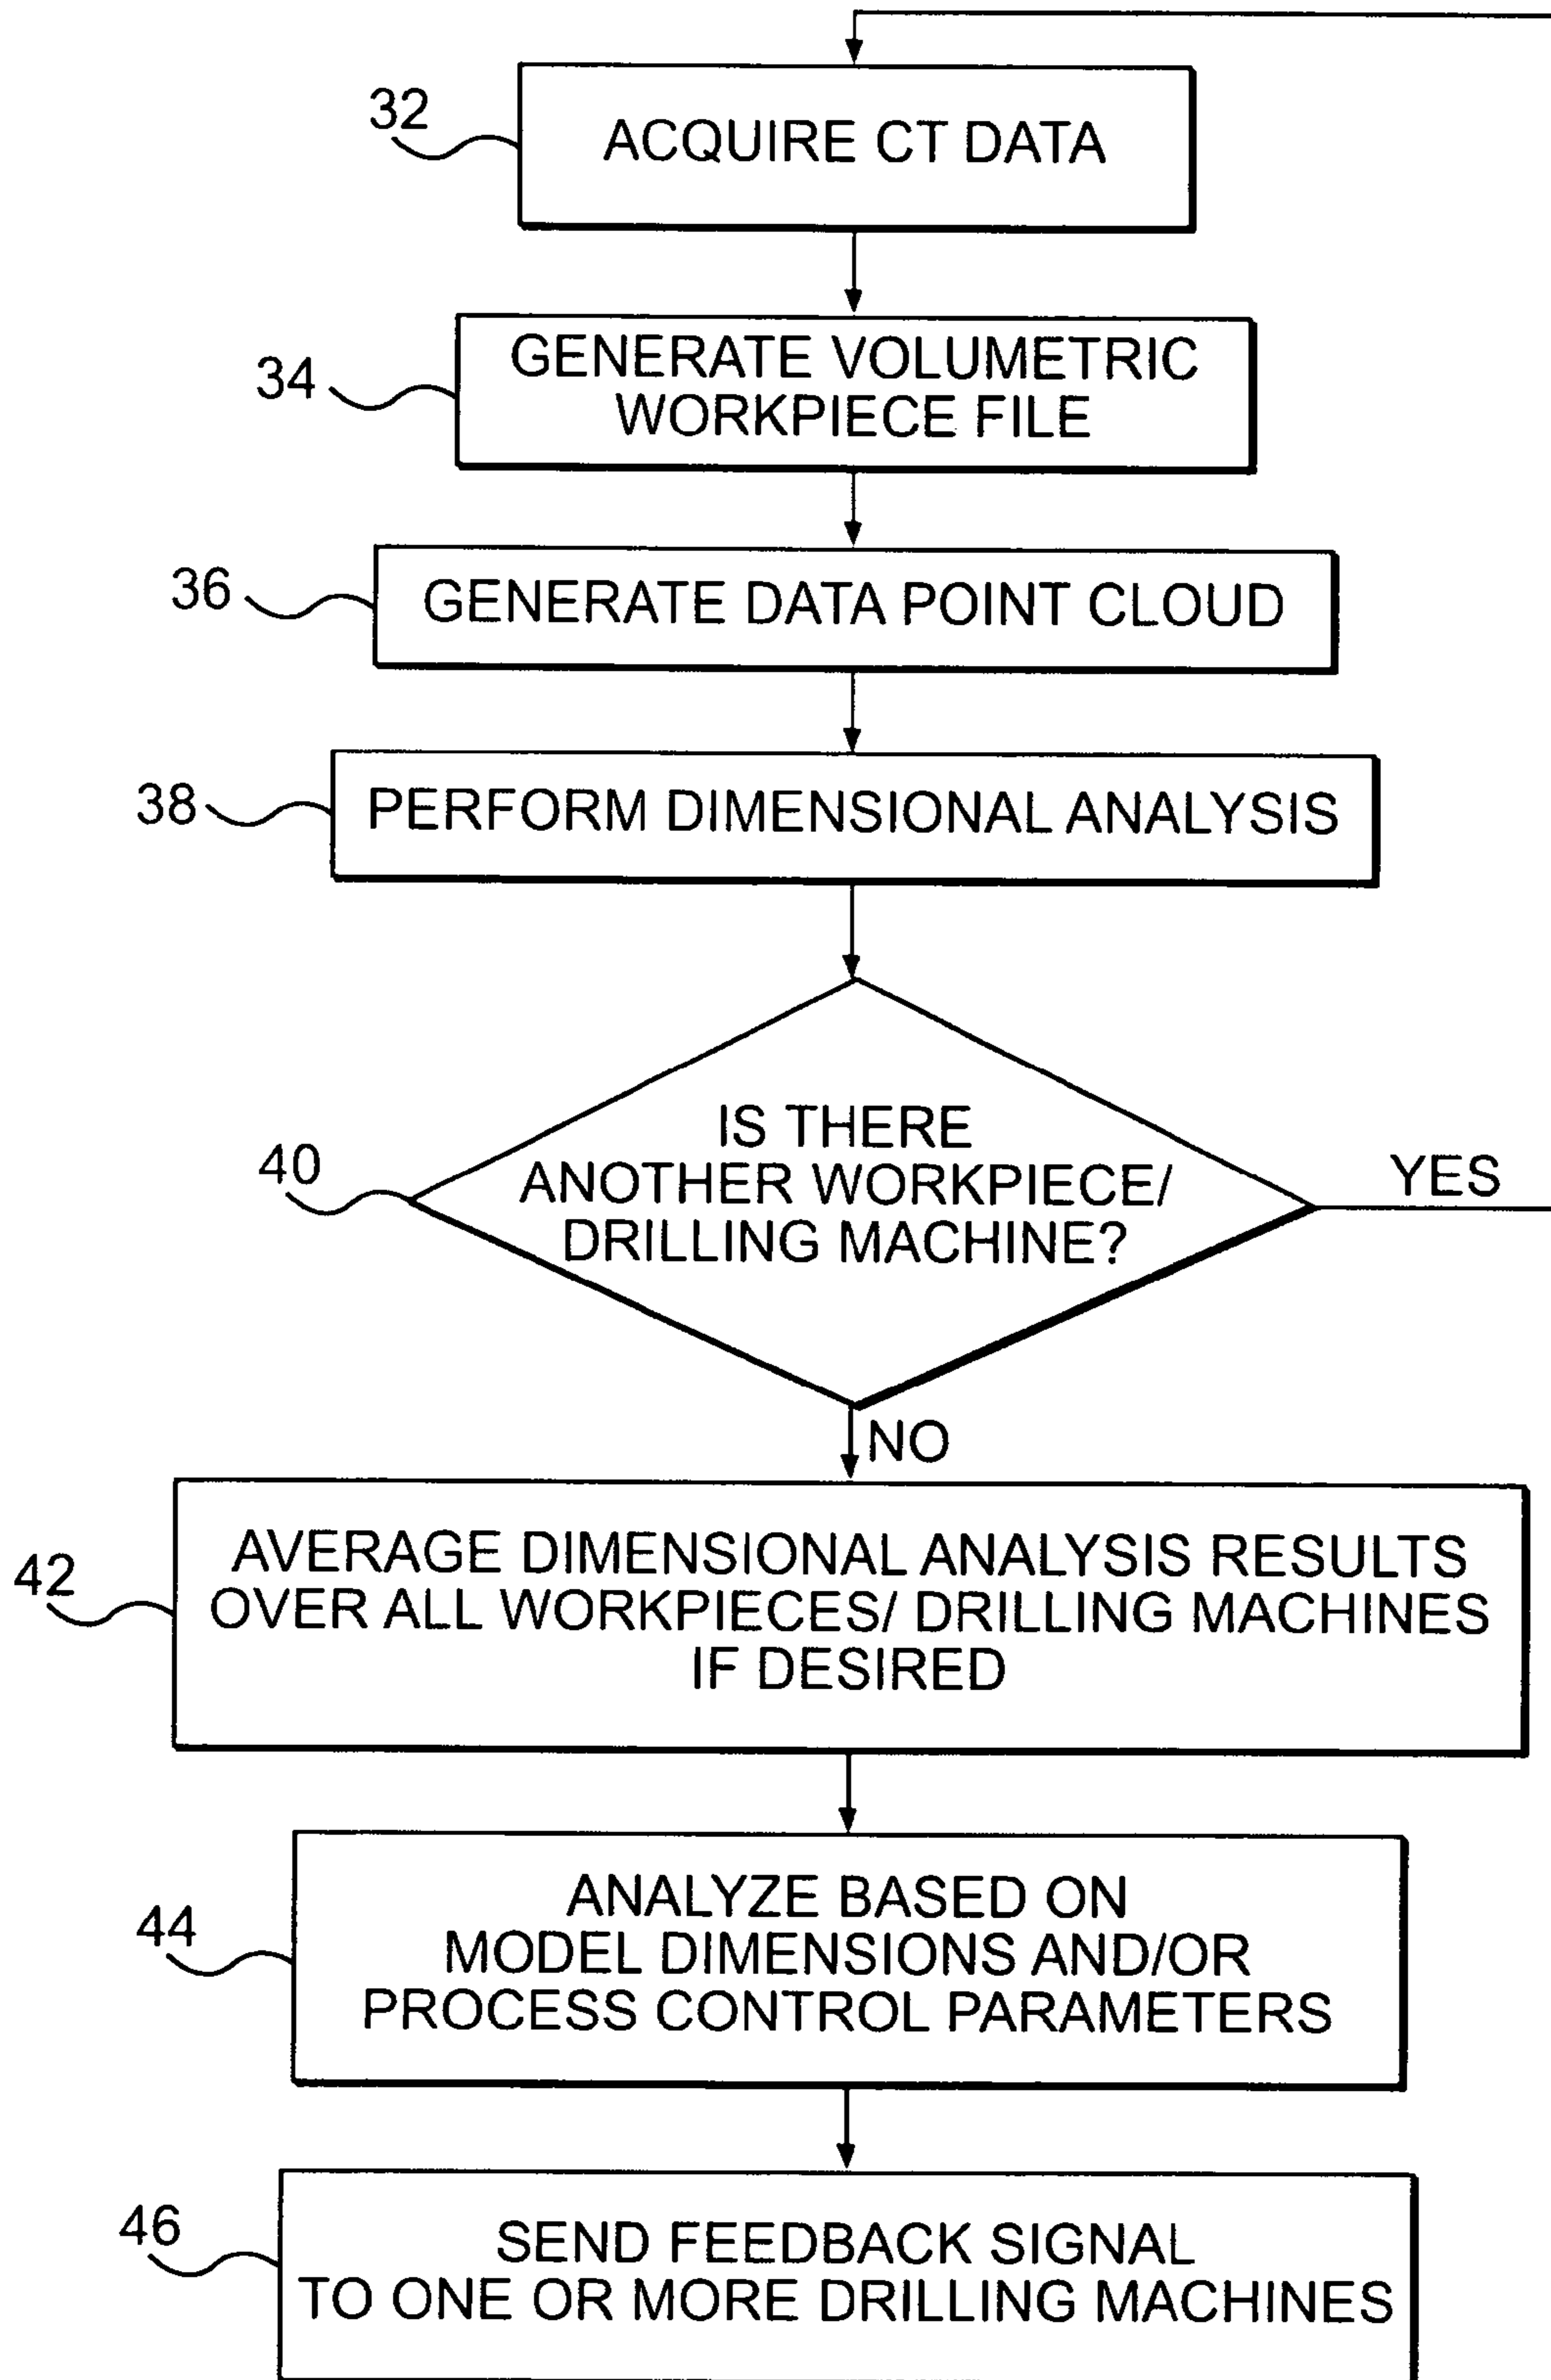 32
ACQUIRE CT DATA
34
GENERATE VOLUMETRIC
WORKPIECE FILE
36
GENERATE DATA POINT CLOUD
38
PERFORM DIMENSIONAL ANALYSIS
40
IS THERE
ANOTHER WORKPIECE/
DRILLING MACHINE?
YES
NO
42
AVERAGE DIMENSIONAL ANALYSIS RESULTS
OVER ALL WORKPIECES/ DRILLING MACHINES
IF DESIRED
44
ANALYZE BASED ON
MODEL DIMENSIONS AND/OR
PROCESS CONTROL PARAMETERS
46
SEND FEEDBACK SIGNAL
TO ONE OR MORE DRILLING MACHINES